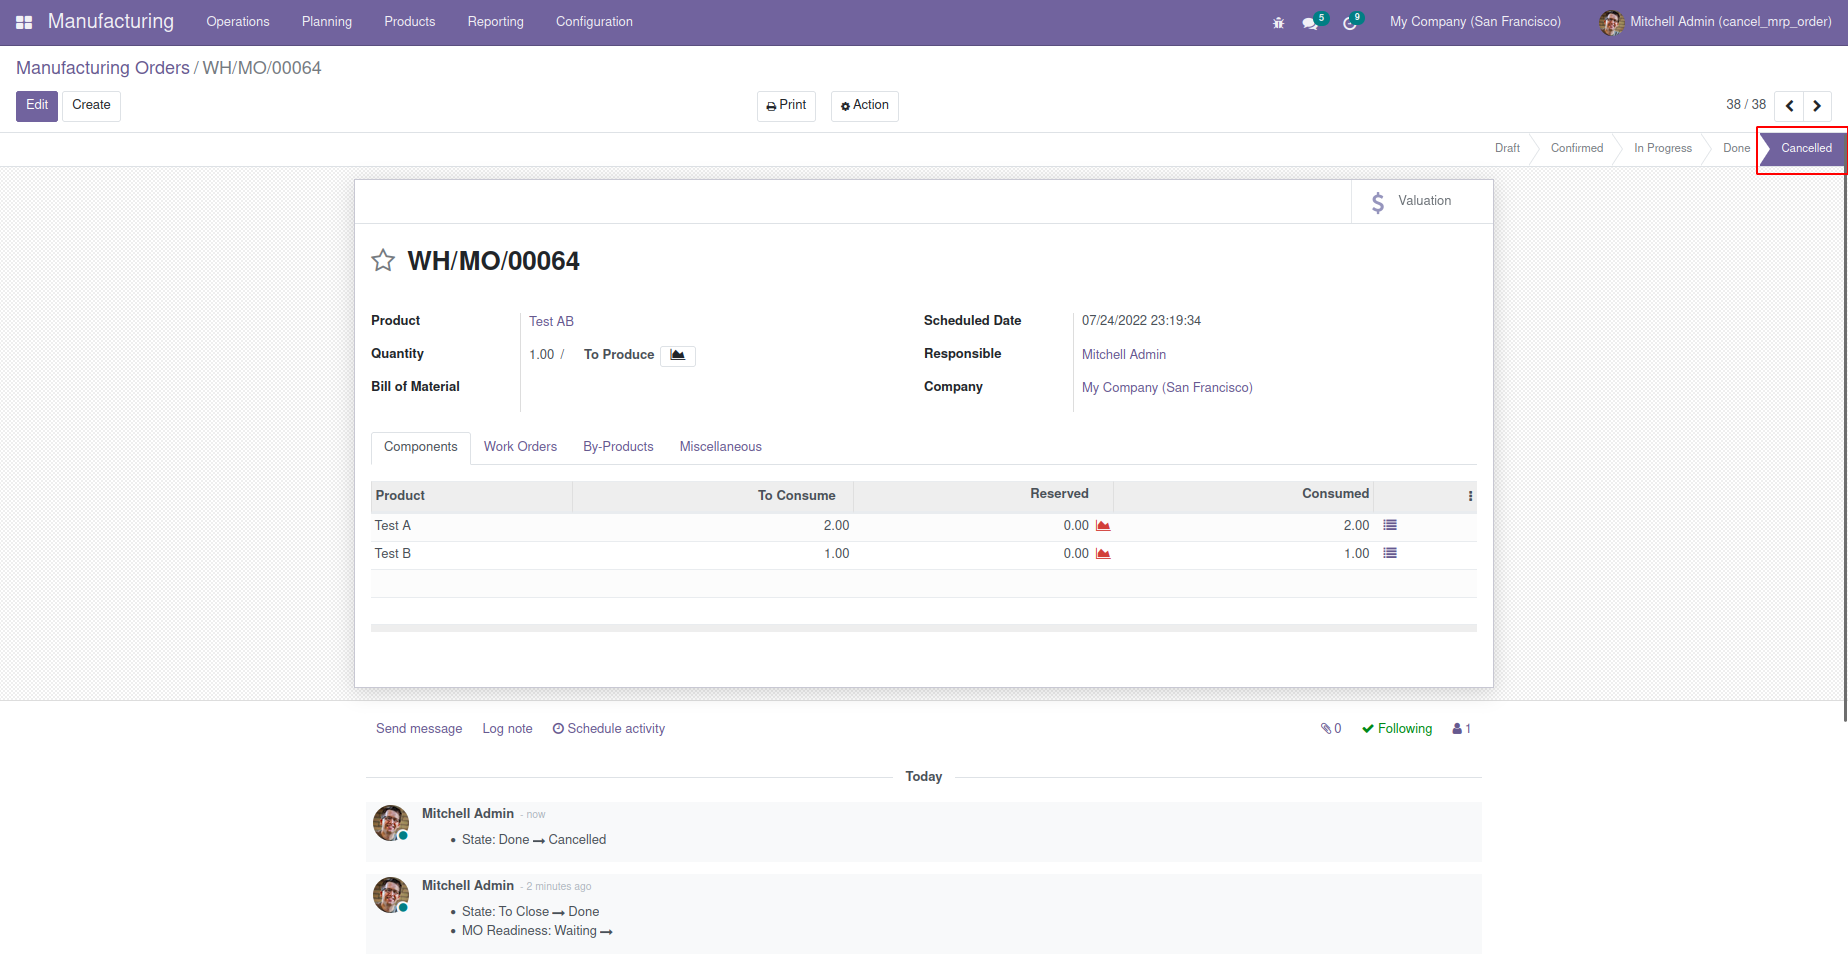 Manufacturing Operations Planning Products Reporting Configuration 5 9 My Company (San Francisco) Mitchell Admin (cancel_mrp_order)
Manufacturing Orders / WH/MO/00064
Edit Create Print Action 38 / 38
Draft Confirmed In Progress Done Cancelled
$ Valuation
WH/MO/00064
Product Test AB Scheduled Date 07/24/2022 23:19:34
Quantity 1.00 / To Produce Responsible Mitchell Admin
Bill of Material Company My Company (San Francisco)
Components Work Orders By-Products Miscellaneous
Product To Consume Reserved Consumed
Test A 2.00 0.00 2.00
Test B 1.00 0.00 1.00
Send message Log note Schedule activity 0 Following 1
Today
Mitchell Admin - now
• State: Done → Cancelled
Mitchell Admin - 2 minutes ago
• State: To Close → Done
• MO Readiness: Waiting →